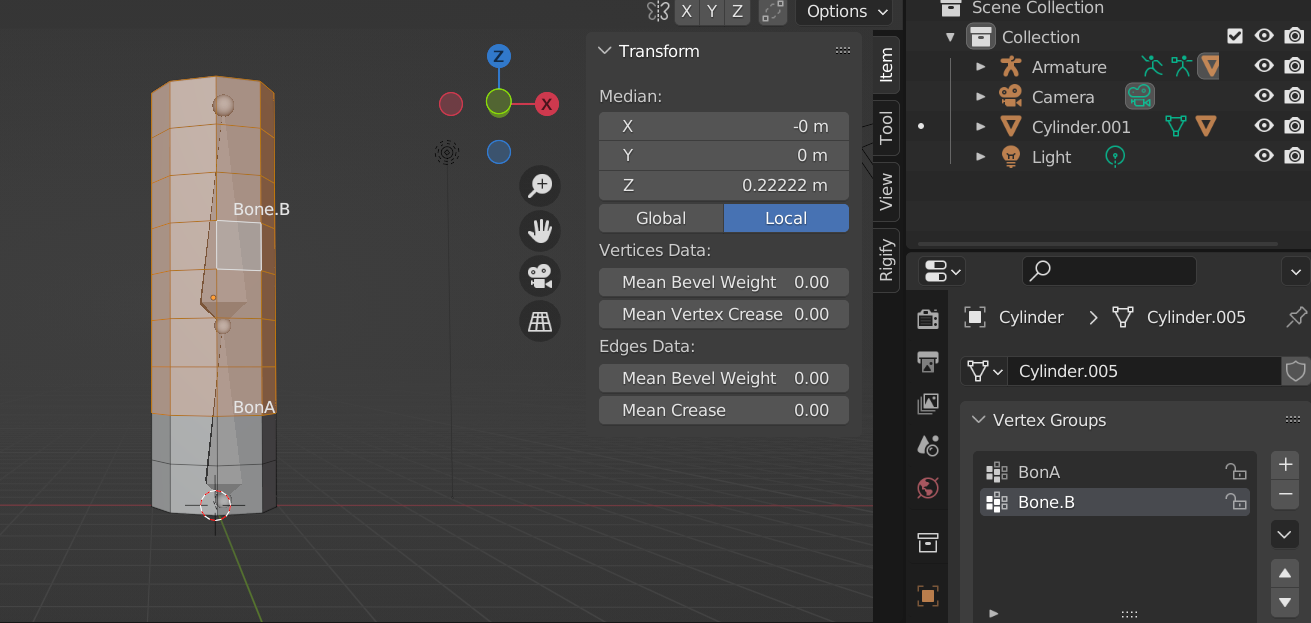 X Y Z Options
Scene Collection
Collection
Armature
Camera
Cylinder.001
Light
Z
X
Bone.B
BonA
Transform
Median:
X -0 m
Y 0 m
Z 0.22222 m
Global Local
Vertices Data:
Mean Bevel Weight 0.00
Mean Vertex Crease 0.00
Edges Data:
Mean Bevel Weight 0.00
Mean Crease 0.00
Item
Tool
View
Rigify
Cylinder Cylinder.005
Cylinder.005
Vertex Groups
BonA
Bone.B